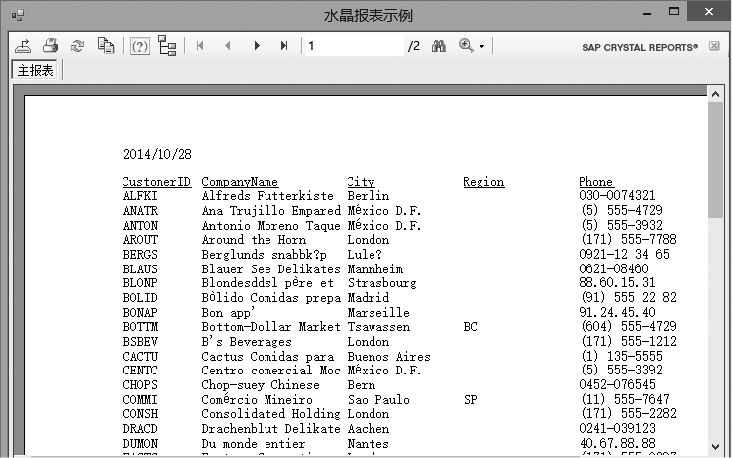 水晶报表示例
1 /2 SAP CRYSTAL REPORTS®
主报表
2014/10/28
CustomerID CompanyName City Region Phone
ALFKI Alfreds Futterkiste Berlin 030-0074321
ANATR Ana Trujillo Empared México D.F. (5) 555-4729
ANTON Antonio Moreno Taque México D.F. (5) 555-3932
AROUT Around the Horn London (171) 555-7788
BERGS Berglunds snabbk?p Lule? 0921-12 34 65
BLAUS Blauer See Delikates Mannheim 0621-08460
BLONP Blondesddsl père et Strasbourg 88.60.15.31
BOLID Bólido Comidas prepa Madrid (91) 555 22 82
BONAP Bon app' Marseille 91.24.45.40
BOTTM Bottom-Dollar Market Tsawassen BC (604) 555-4729
BSBEV B's Beverages London (171) 555-1212
CACTU Cactus Comidas para Buenos Aires (1) 135-5555
CENTC Centro comercial Moc México D.F. (5) 555-3392
CHOPS Chop-suey Chinese Bern 0452-076545
COMMI Comércio Mineiro Sao Paulo SP (11) 555-7647
CONSH Consolidated Holding London (171) 555-2282
DRACD Drachenblut Delikate Aachen 0241-039123
DUMON Du monde entier Nantes 40.67.88.88